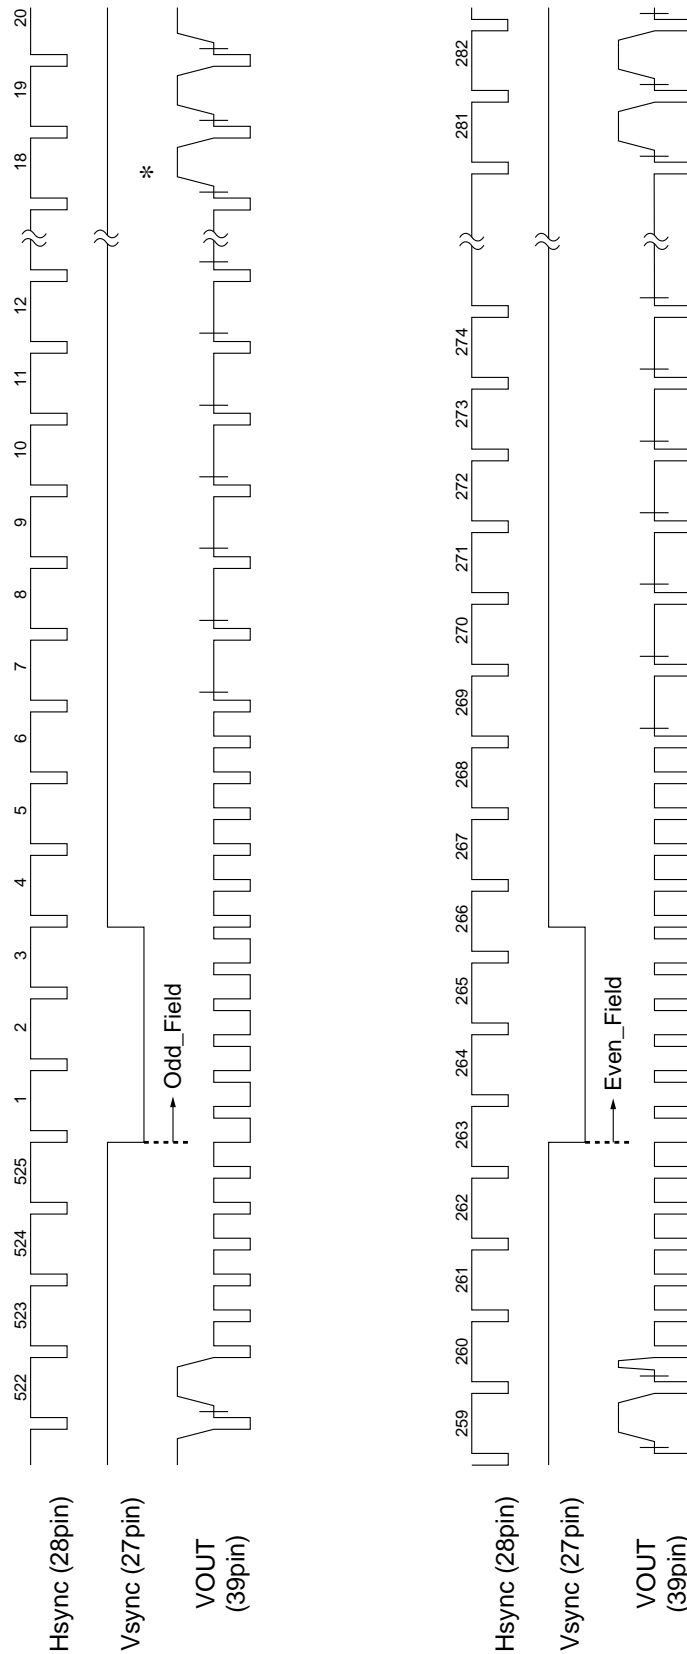 522 523 524 525 1 2 3 4 5 6 7 8 9 10 11 12 18 19 20
Hsync (28pin)
Vsync (27pin)
*
Odd_Field
VOUT
(39pin)
259 260 261 262 263 264 265 266 267 268 269 270 271 272 273 274 281 282
Hsync (28pin)
Vsync (27pin)
Even_Field
VOUT
(39pin)